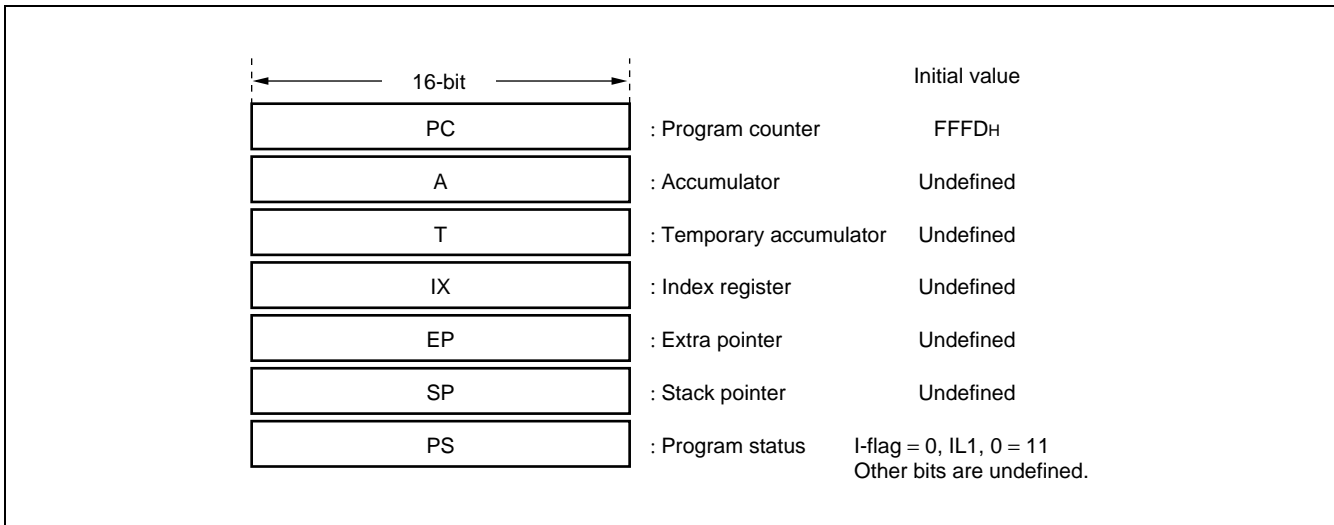 16-bit Initial value
PC : Program counter FFFDH
A : Accumulator Undefined
T : Temporary accumulator Undefined
IX : Index register Undefined
EP : Extra pointer Undefined
SP : Stack pointer Undefined
PS : Program status I-flag = 0, IL1, 0 = 11
Other bits are undefined.